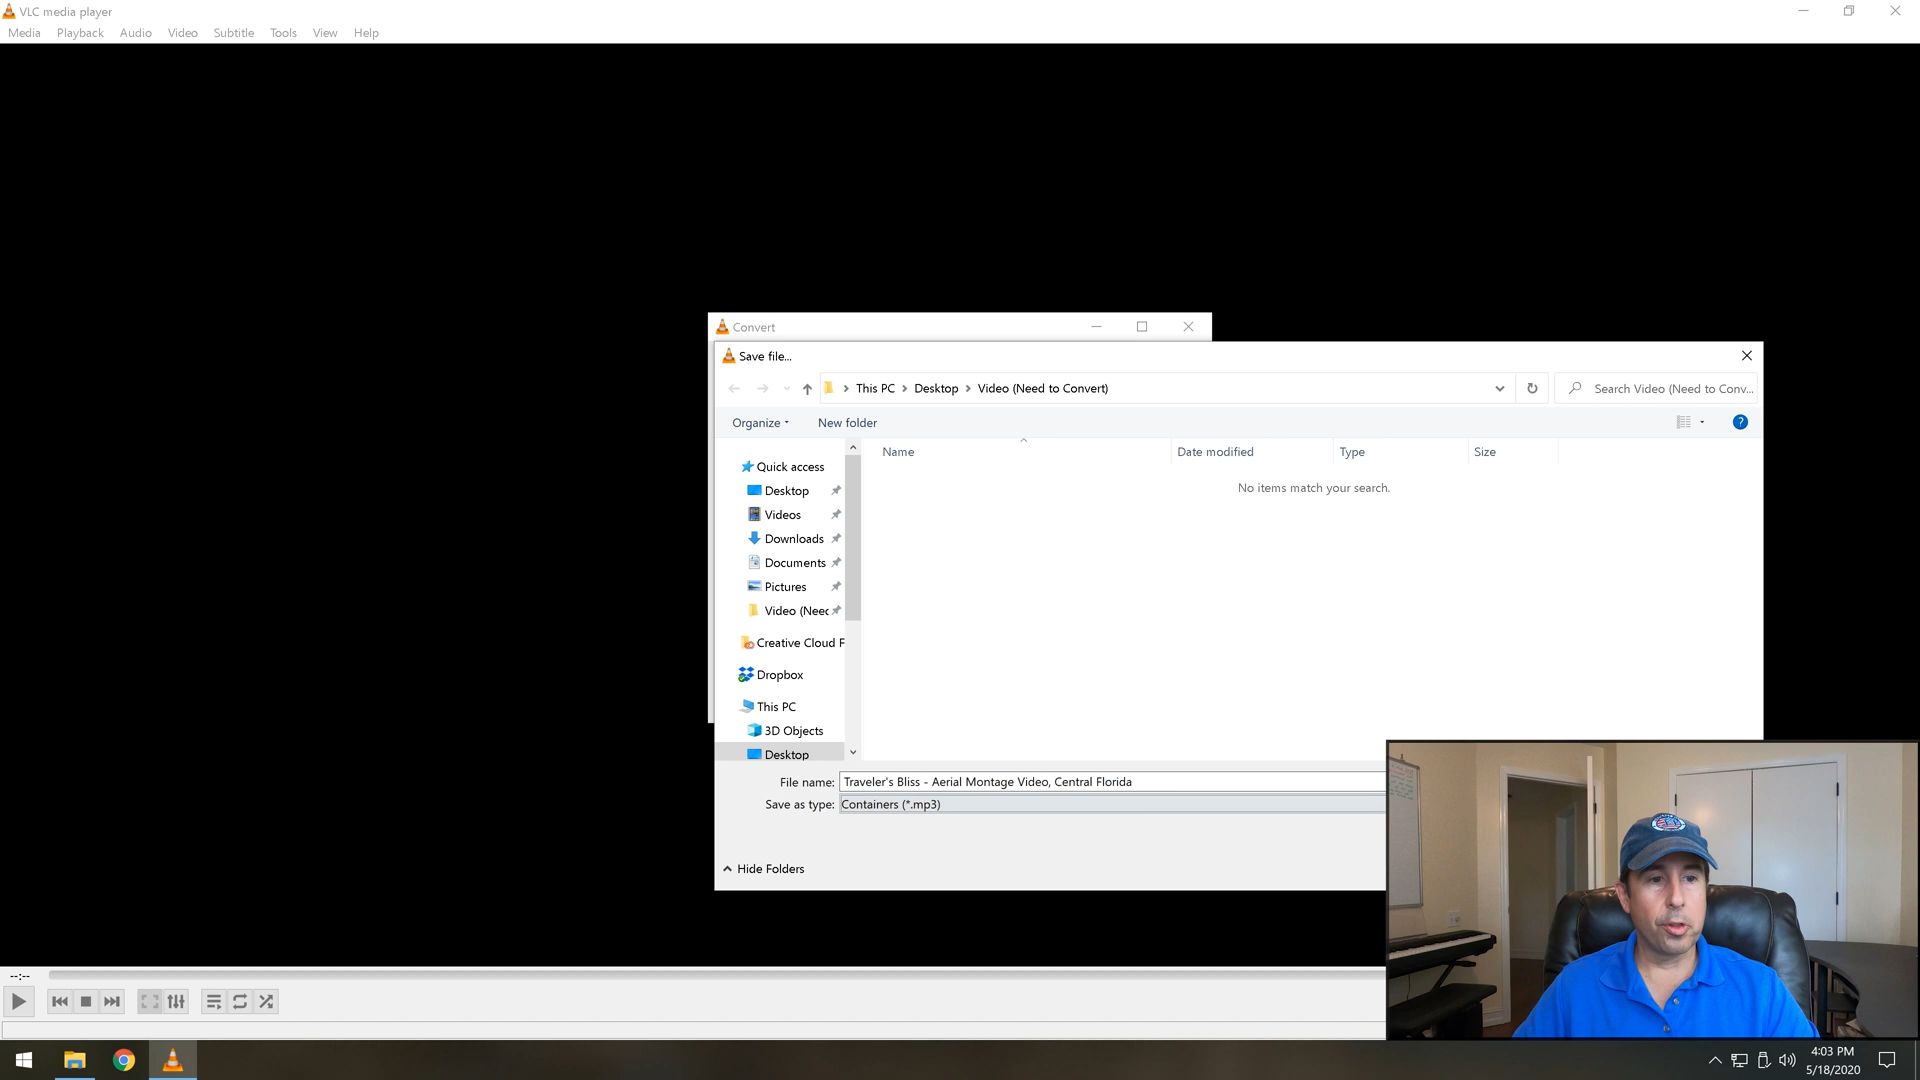 VLC media player
Media Playback Audio Video Subtitle Tools View Help
Convert
Save file...
This PC Desktop Video (Need to Convert)
Search Video (Need to Conv...
Organize New folder
Name Date modified Type Size
No items match your search.
Quick access
Desktop
Videos
Downloads
Documents
Pictures
Video (Neec
Creative Cloud F
Dropbox
This PC
3D Objects
Desktop
File name: Traveler's Bliss - Aerial Montage Video, Central Florida
Save as type: Containers (*.mp3)
Hide Folders
--:--
4:03 PM
5/18/2020